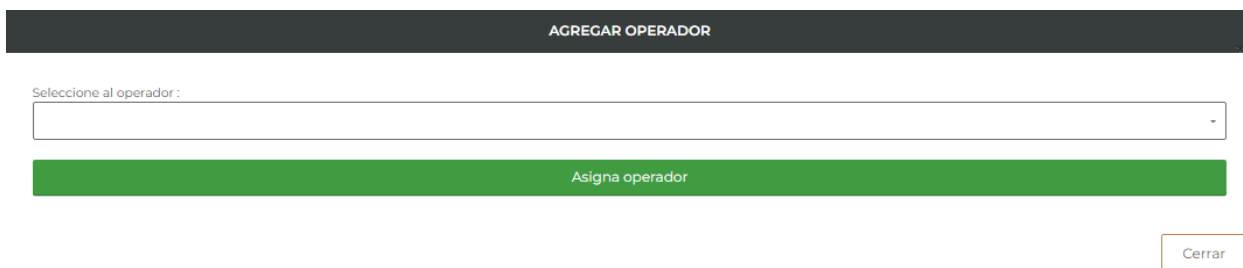 AGREGAR OPERADOR
Seleccione al operador :
Asigna operador
Cerrar